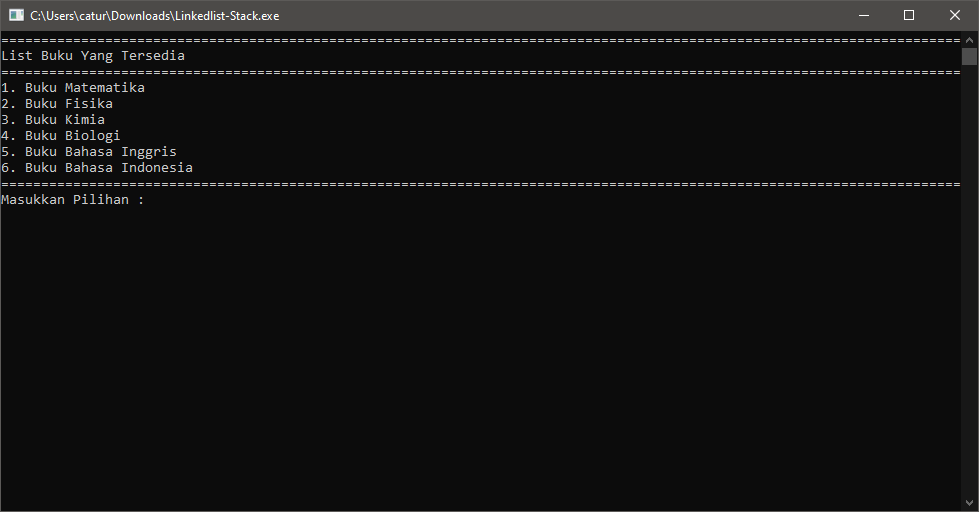 C:\Users\catur\Downloads\Linkedlist-Stack.exe
========================================================================================================================
List Buku Yang Tersedia
========================================================================================================================
1. Buku Matematika
2. Buku Fisika
3. Buku Kimia
4. Buku Biologi
5. Buku Bahasa Inggris
6. Buku Bahasa Indonesia
========================================================================================================================
Masukkan Pilihan :